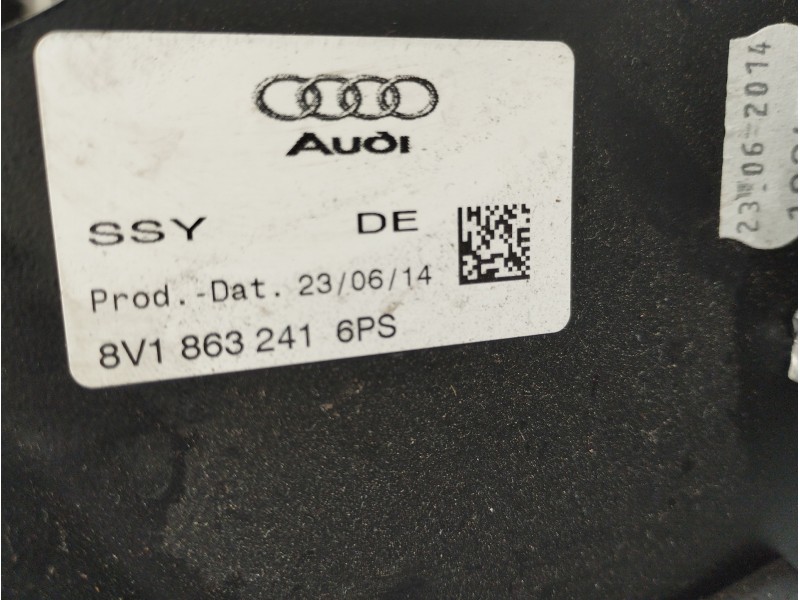 Audi
SSY DE
Prod.-Dat. 23/06/14
8V1 863 241 6PS
23-06-2014